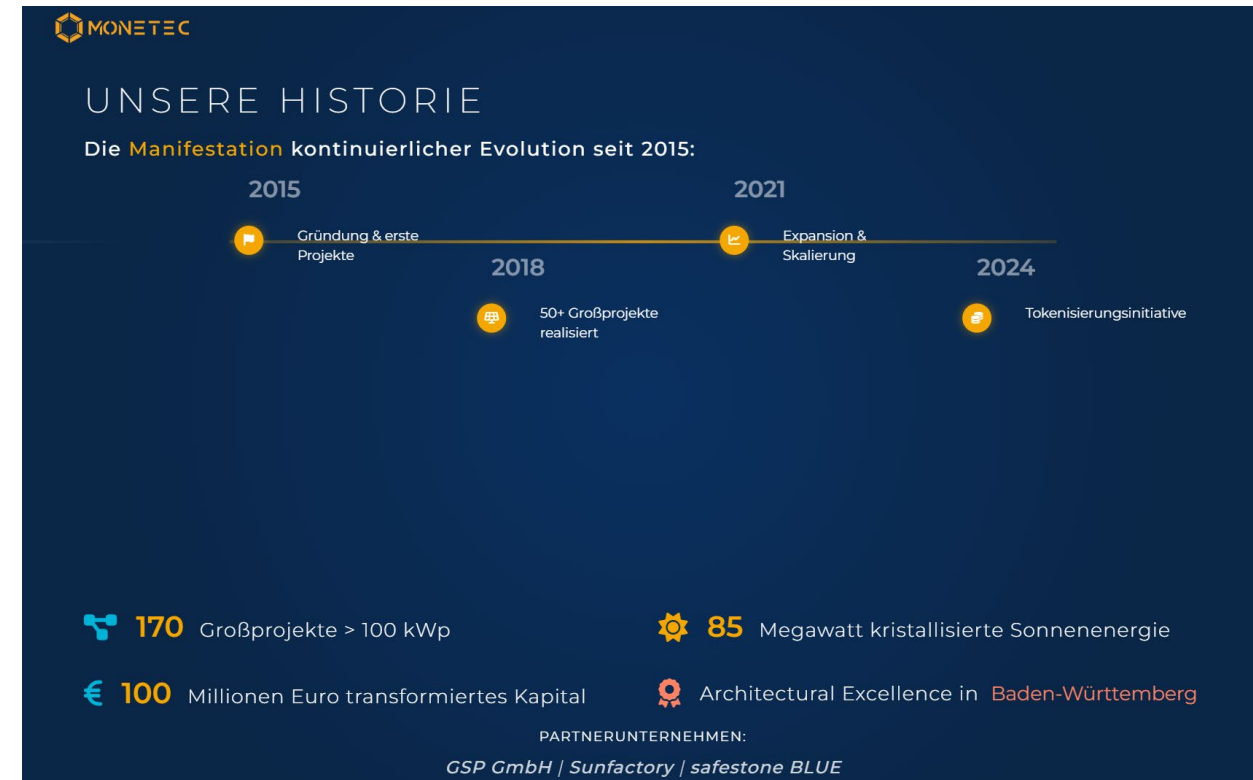 MONETEC
UNSERE HISTORIE
Die Manifestation kontinuierlicher Evolution seit 2015:
2015
Gründung & erste
Projekte
2018
50+ Großprojekte
realisiert
2021
Expansion &
Skalierung
2024
Tokenisierungsinitiative
170 Großprojekte > 100 kWp
85 Megawatt kristallisierte Sonnenenergie
€ 100 Millionen Euro transformiertes Kapital
Architectural Excellence in Baden-Württemberg
PARTNERUNTERNEHMEN:
GSP GmbH | Sunfactory | safestone BLUE